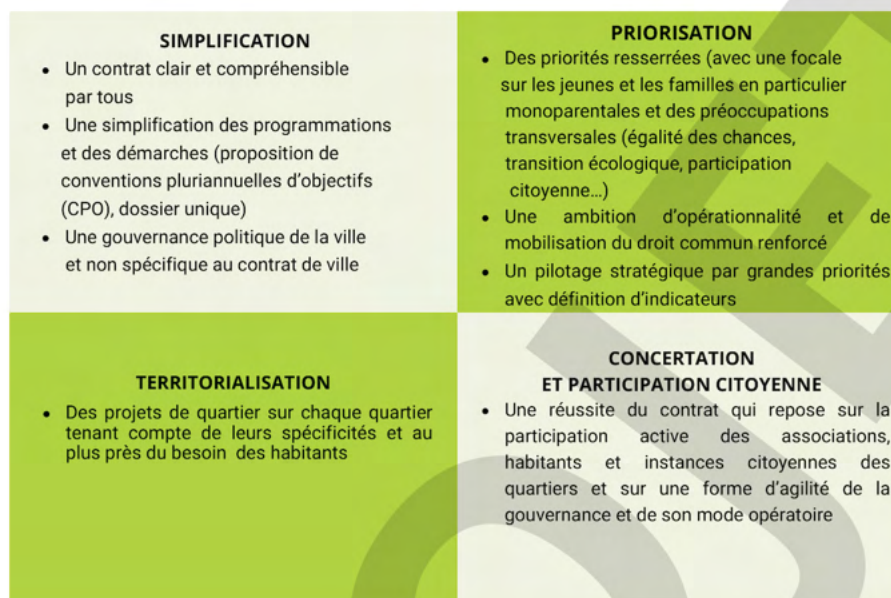 SIMPLIFICATION
• Un contrat clair et compréhensible
par tous
• Une simplification des programmations
et des démarches (proposition de
conventions pluriannuelles d'objectifs
(CPO), dossier unique)
• Une gouvernance politique de la ville
et non spécifique au contrat de ville
PRIORISATION
• Des priorités resserrées (avec une focale
sur les jeunes et les familles en particulier
monoparentales et des préoccupations
transversales (égalité des chances,
transition écologique, participation
citoyenne...)
• Une ambition d'opérationnalité et de
mobilisation du droit commun renforcé
• Un pilotage stratégique par grandes priorités
avec définition d'indicateurs
TERRITORIALISATION
• Des projets de quartier sur chaque quartier
tenant compte de leurs spécificités et au
plus près du besoin des habitants
CONCERTATION
ET PARTICIPATION CITOYENNE
• Une réussite du contrat qui repose sur la
participation active des associations,
habitants et instances citoyennes des
quartiers et sur une forme d'agilité de la
gouvernance et de son mode opératoire